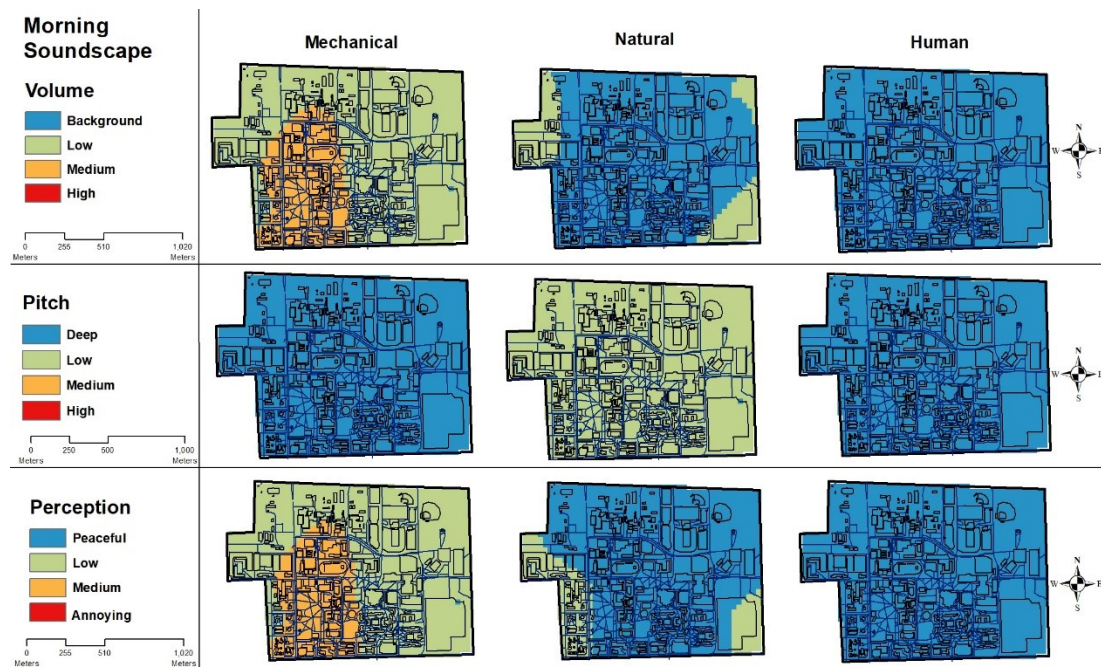 Morning
Soundscape
Mechanical
Natural
Human
Volume
Background
Low
Medium
High
0 255 510 1,020
Meters Meters
N
W E
S
Pitch
Deep
Low
Medium
High
0 250 500 1,000
Meters Meters
N
W E
S
Perception
Peaceful
Low
Medium
Annoying
0 255 510 1,020
Meters Meters
N
W E
S